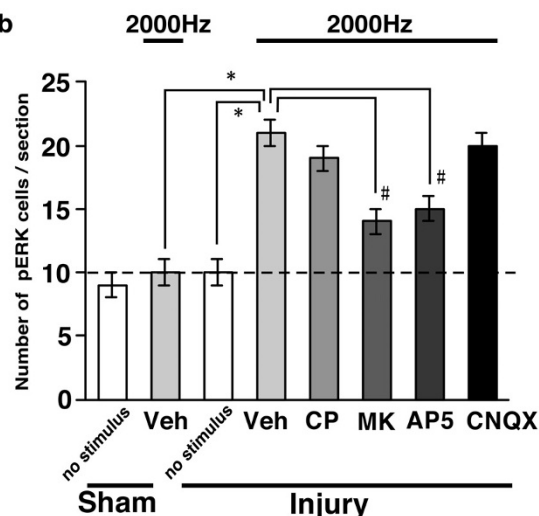 b
2000Hz 2000Hz
Number of pERK cells / section
25
20
15
10
5
0
*
*
#
#
no stimulus Veh no stimulus Veh CP MK AP5 CNQX
Sham Injury